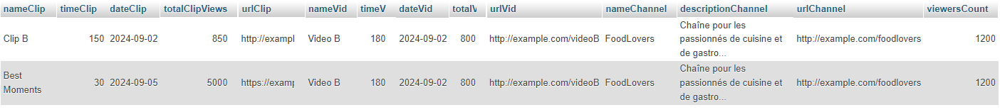 nameClip timeClip dateClip totalClipViews urlClip nameVid timeV dateVid totalV urlVid nameChannel descriptionChannel urlChannel viewersCount
Clip B 150 2024-09-02 850 http://exampl Video B 180 2024-09-02 800 http://example.com/videoB FoodLovers Chaîne pour les passionnés de cuisine et de gastro... http://example.com/foodlovers 1200
Best Moments 30 2024-09-05 5000 https://examp Video B 180 2024-09-02 800 http://example.com/videoB FoodLovers Chaîne pour les passionnés de cuisine et de gastro... http://example.com/foodlovers 1200